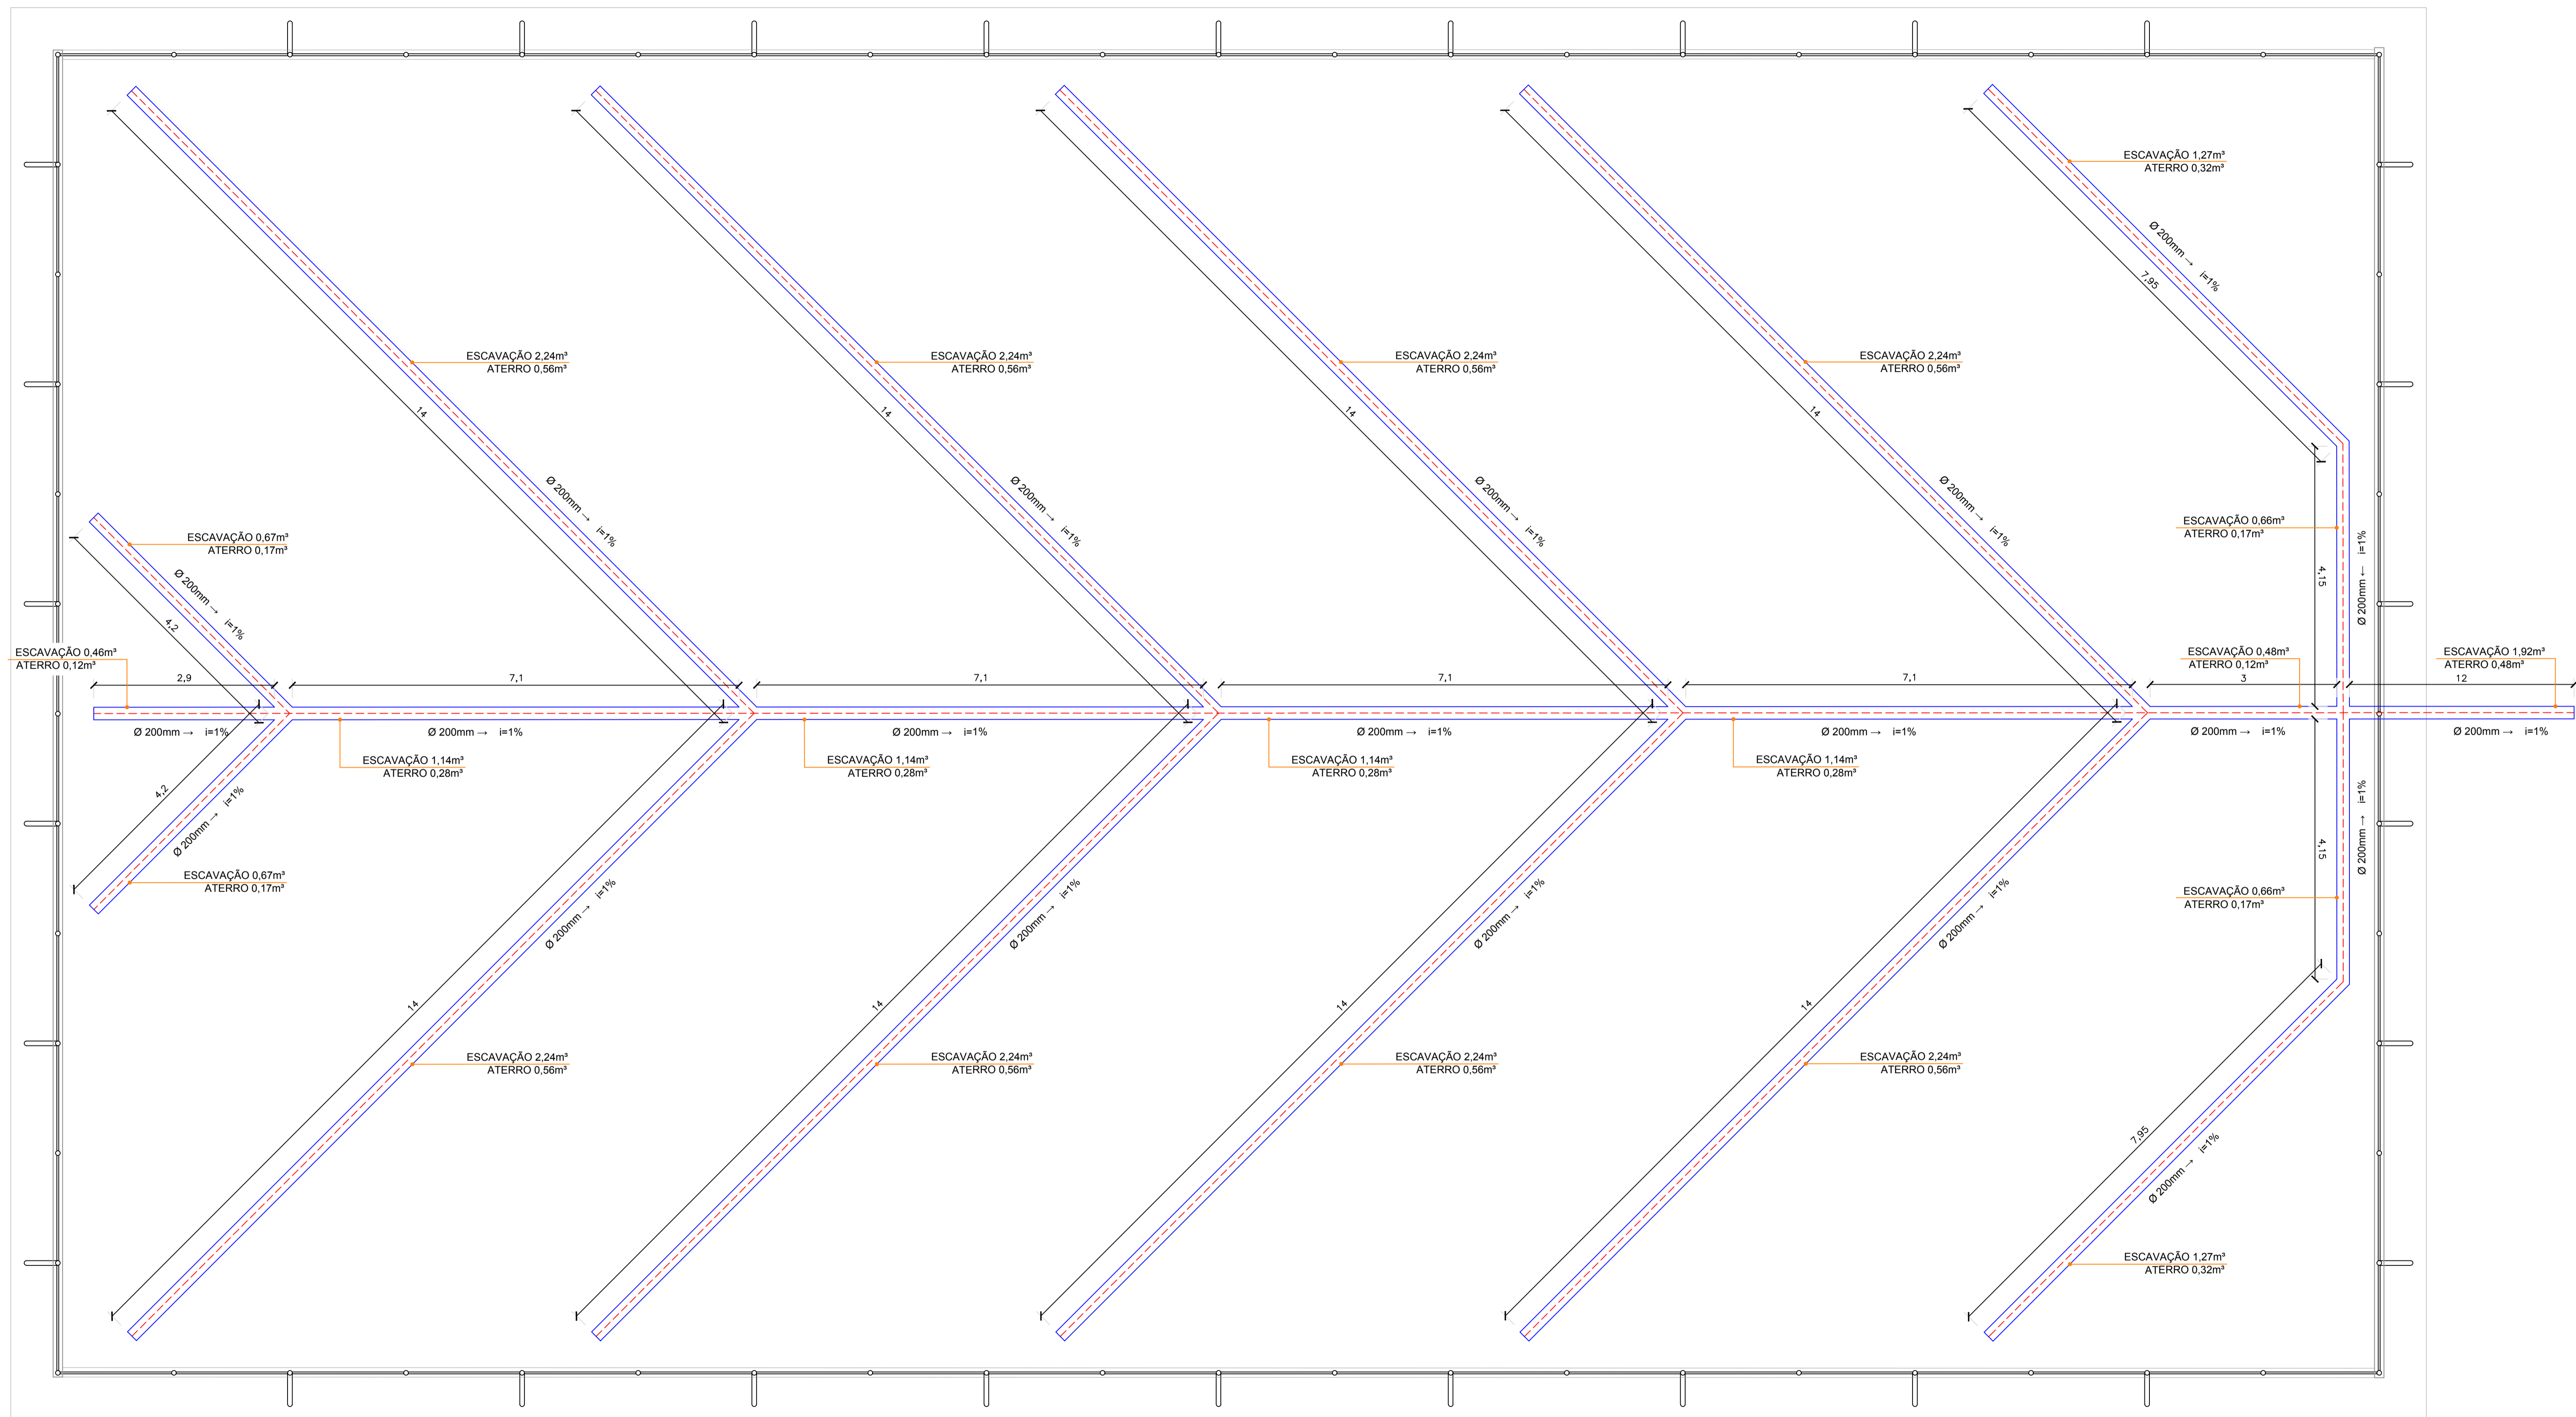 ESCAVAÇÃO 1,27m³
ATERRO 0,32m³
Ø 200mm → i=1%
7,95
ESCAVAÇÃO 2,24m³
ATERRO 0,56m³
ESCAVAÇÃO 2,24m³
ATERRO 0,56m³
ESCAVAÇÃO 2,24m³
ATERRO 0,56m³
ESCAVAÇÃO 2,24m³
ATERRO 0,56m³
14
14
14
14
Ø 200mm → i=1%
Ø 200mm → i=1%
Ø 200mm → i=1%
Ø 200mm → i=1%
ESCAVAÇÃO 0,66m³
ATERRO 0,17m³
4,15
Ø 200mm ← i=1%
ESCAVAÇÃO 0,67m³
ATERRO 0,17m³
Ø 200mm → i=1%
4,2
ESCAVAÇÃO 0,46m³
ATERRO 0,12m³
ESCAVAÇÃO 0,48m³
ATERRO 0,12m³
ESCAVAÇÃO 1,92m³
ATERRO 0,48m³
2,9
7,1
7,1
7,1
7,1
3
12
Ø 200mm → i=1%
Ø 200mm → i=1%
Ø 200mm → i=1%
Ø 200mm → i=1%
Ø 200mm → i=1%
Ø 200mm → i=1%
Ø 200mm → i=1%
ESCAVAÇÃO 1,14m³
ATERRO 0,28m³
ESCAVAÇÃO 1,14m³
ATERRO 0,28m³
ESCAVAÇÃO 1,14m³
ATERRO 0,28m³
ESCAVAÇÃO 1,14m³
ATERRO 0,28m³
4,2
Ø 200mm → i=1%
ESCAVAÇÃO 0,67m³
ATERRO 0,17m³
4,15
Ø 200mm → i=1%
ESCAVAÇÃO 0,66m³
ATERRO 0,17m³
Ø 200mm → i=1%
Ø 200mm → i=1%
Ø 200mm → i=1%
Ø 200mm → i=1%
14
14
14
14
ESCAVAÇÃO 2,24m³
ATERRO 0,56m³
ESCAVAÇÃO 2,24m³
ATERRO 0,56m³
ESCAVAÇÃO 2,24m³
ATERRO 0,56m³
ESCAVAÇÃO 2,24m³
ATERRO 0,56m³
7,95
Ø 200mm → i=1%
ESCAVAÇÃO 1,27m³
ATERRO 0,32m³